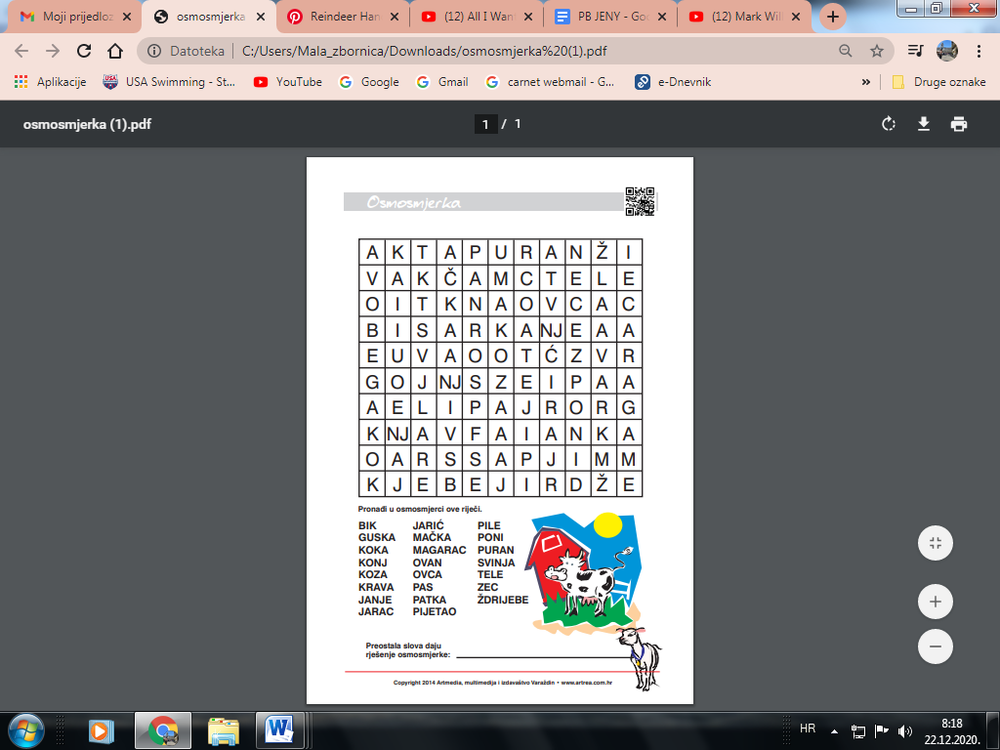 Moji prijedloz
osmosmjerka
Reindeer Han
(12) All I Wan
PB JENY - Goo
(12) Mark Will
Datoteka
C:/Users/Mala_zbornica/Downloads/osmosmjerka%20(1).pdf
Aplikacije
USA Swimming - St...
YouTube
Google
Gmail
carnet webmail - G...
e-Dnevnik
»
Druge oznake
osmosmjerka (1).pdf
1 / 1
Osmosmjerka
A K T A P U R A N Ž I
V A K Č A M C T E L E
O I T K N A O V C A C
B I S A R K A NJ E A A
E U V A O O T Ć Z V R
G O J NJ S Z E I P A A
A E L I P A J R O R G
K NJ A V F A I A N K A
O A R S S A P J I M M
K J E B E J I R D Ž E
Pronađi u osmosmjerci ove riječi.
BIK JARIĆ PILE
GUSKA MAČKA PONI
KOKA MAGARAC PURAN
KONJ OVAN SVINJA
KOZA OVCA TELE
KRAVA PAS ZEC
JANJE PATKA ŽDRIJEBE
JARAC PIJETAO
Preostala slova daju
rješenje osmosmjerke:
Copyright 2014 Artmedia, multimedija i izdavaštvo Varaždin • www.artrea.com.hr
HR
8:18
22.12.2020.